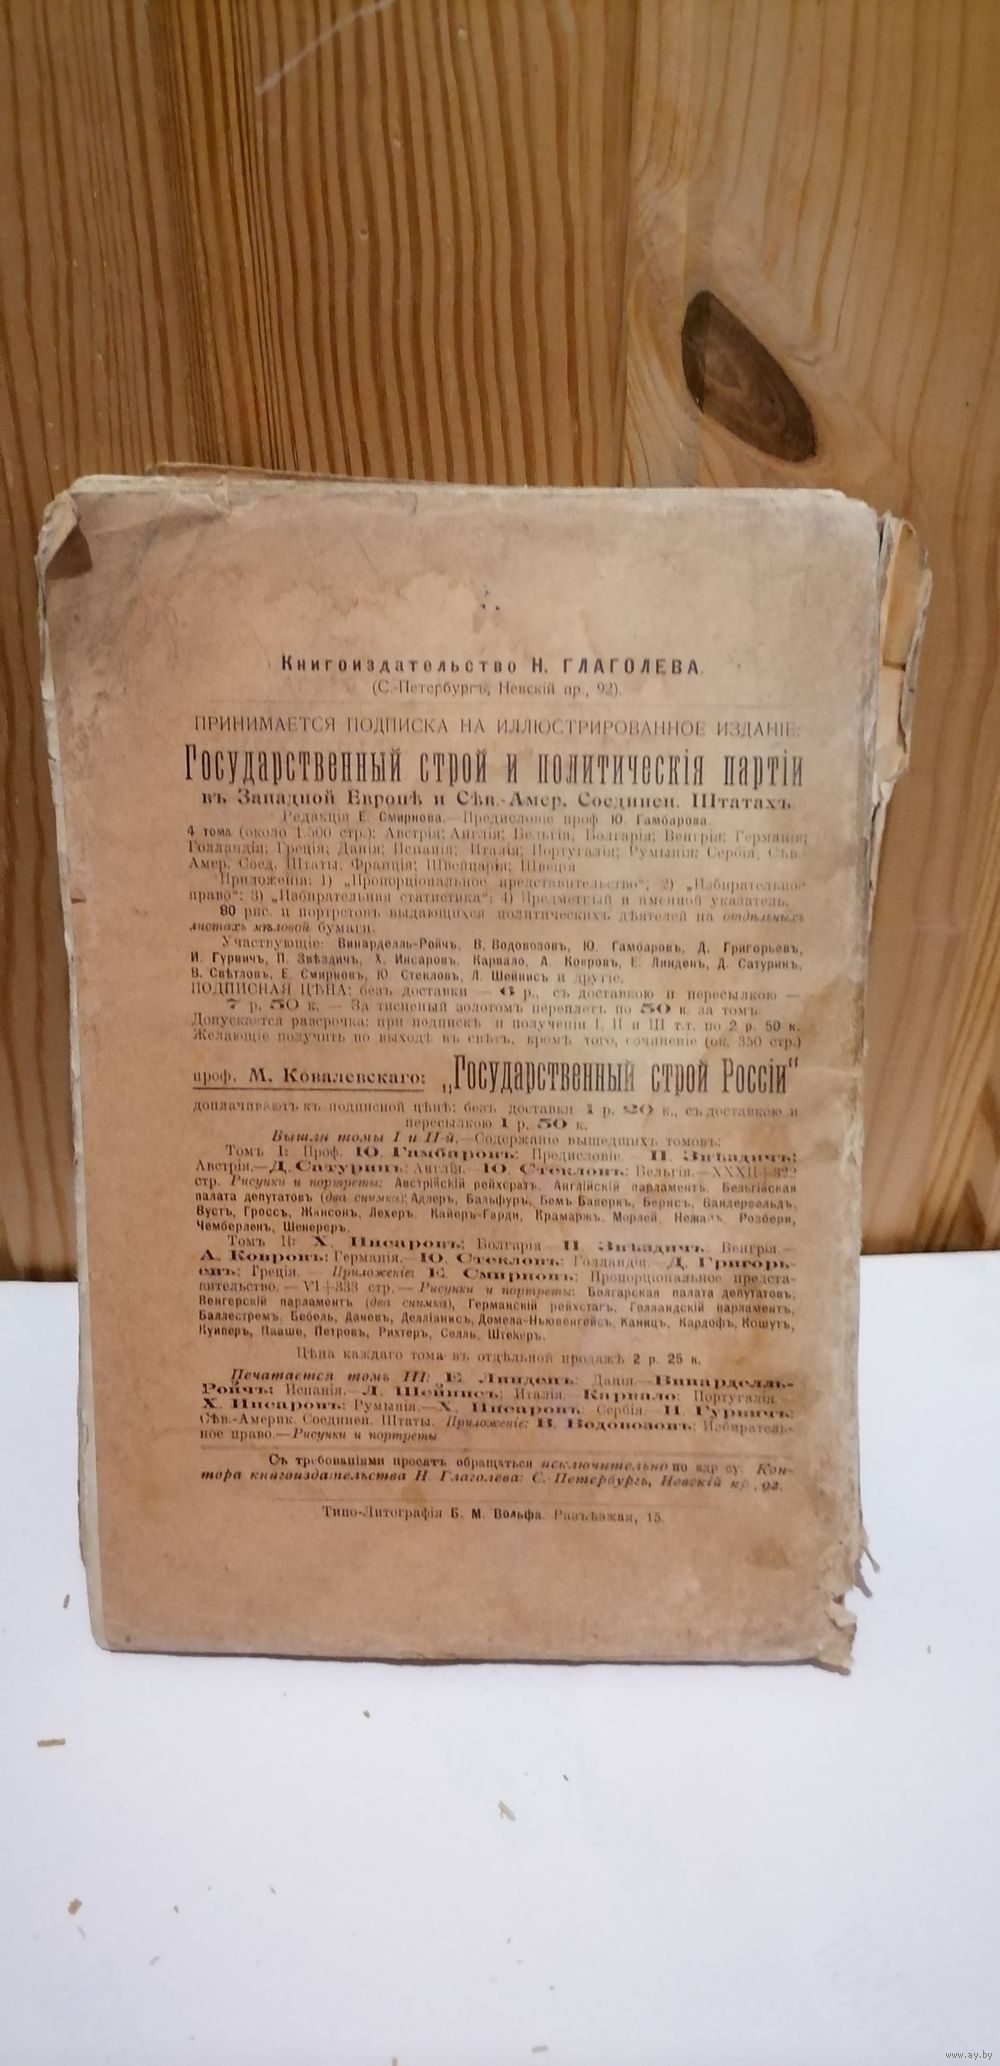 Книгоиздательство Н. ГЛАГОЛЕВА.
(С.-Петербургъ, Невскій пр., 92).
ПРИНИМАЕТСЯ ПОДПИСКА НА ИЛЛЮСТРИРОВАННОЕ ИЗДАНІЕ:
Государственный строй и политическія партіи
въ Западной Европѣ и Сѣв.-Амер. Соединен. Штатахъ.
Редакція Е. Смирнова.—Предисловіе проф. Ю. Гамбарова.
4 тома (около 1.500 стр.): Австрія; Англія; Бельгія, Болгарія; Венгрія; Германія;
Голландія; Греція; Данія; Испанія; Италія; Португалія; Румынія; Сербія, Сѣв.-
Амер. Соед. Штаты, Франція; Швейцарія; Швеція
Приложенія: 1) „Пропорціональное представительство“; 2) „Избирательное
право“; 3) „Избирательная статистика“; 4) Предметный и именной указатель.
80 рис. и портретовъ выдающихся политическихъ дѣятелей на отдѣльныхъ
листахъ мѣловой бумаги.
Участвующіе: Винарделль-Ройчъ, В. Водовозовъ, Ю. Гамбаровъ, Д. Григорьевъ,
И. Гурвичъ, П. Звѣздичъ, Х. Инсаровъ, Карвало, А. Ковровъ, Е. Линденъ, Д. Сатуринъ,
В. Свѣтловъ, Е. Смирновъ, Ю. Стекловъ, Л. Шейнисъ и другіе.
ПОДПИСНАЯ ЦѢНА: безъ доставки — 6 р., съ доставкою и пересылкою —
7 р. 50 к. — За тисненый золотомъ переплетъ по 50 к. за томъ.
Допускается разсрочка: при подпискѣ и полученіи I, II и III т.т. по 2 р. 50 к.
Желающіе получить по выходѣ въ свѣтъ, кромѣ того, сочиненіе (ок. 350 стр.)
проф. М. Ковалевскаго: „Государственный строй Россіи“
доплачиваютъ къ подписной цѣнѣ: безъ доставки 1 р. 20 к., съ доставкою и
пересылкою 1 р. 50 к.
Вышли томы I и II-й.—Содержаніе вышедшихъ томовъ:
Томъ I: Проф. Ю. Гамбаровъ: Предисловіе.— П. Звѣздичъ:
Австрія.—Д. Сатуринъ: Англія.—Ю. Стекловъ: Бельгія.—XXXII+322
стр. Рисунки и портреты: Австрійскій рейхсратъ. Англійскій парламентъ. Бельгійская
палата депутатовъ (два снимка); Адлеръ, Бальфуръ, Бемъ-Баверкъ, Бернсъ, Вандервельдъ,
Вустъ, Гроссъ, Жансонъ, Лехеръ, Кайеръ-Гарди, Крамаржъ, Морлей, Нежаръ, Розбери,
Чемберленъ, Шенереръ.
Томъ II: Х. Инсаровъ: Болгарія.—П. Звѣздичъ: Венгрія.—
А. Ковровъ: Германія.—Ю. Стекловъ: Голландія.—Д. Григорь-
евъ: Греція. — Приложеніе: Е. Смирновъ: Пропорціональное предста-
вительство. — VI+333 стр. — Рисунки и портреты: Болгарская палата депутатовъ;
Венгерскій парламентъ (два снимка), Германскій рейхстагъ, Голландскій парламентъ,
Баллестремъ, Бебель, Даневъ, Делліанисъ, Домела-Ньювенгейсъ, Каницъ, Кардофъ, Кошутъ,
Куиперъ, Пааше, Петровъ, Рихтеръ, Селль, Штекеръ.
Цѣна каждаго тома въ отдѣльной продажѣ 2 р. 25 к.
Печатается томъ III: Е. Линденъ: Данія.—Винарделль-
Ройчъ: Испанія.—Л. Шейнисъ: Италія.—Карвало: Португалія.—
Х. Инсаровъ: Румынія.—Х. Инсаровъ: Сербія.—И. Гурвичъ:
Сѣв.-Америк. Соединен. Штаты. Приложеніе: В. Водовозовъ: Избиратель-
ное право.—Рисунки и портреты
Съ требованіями просятъ обращаться исключительно по адресу: Кон-
тора книгоиздательства Н. Глаголева: С.-Петербургъ, Невскій пр., 92.
Типо-Литографія Б. М. Вольфа. Разъѣзжая, 15.
www.ay.by